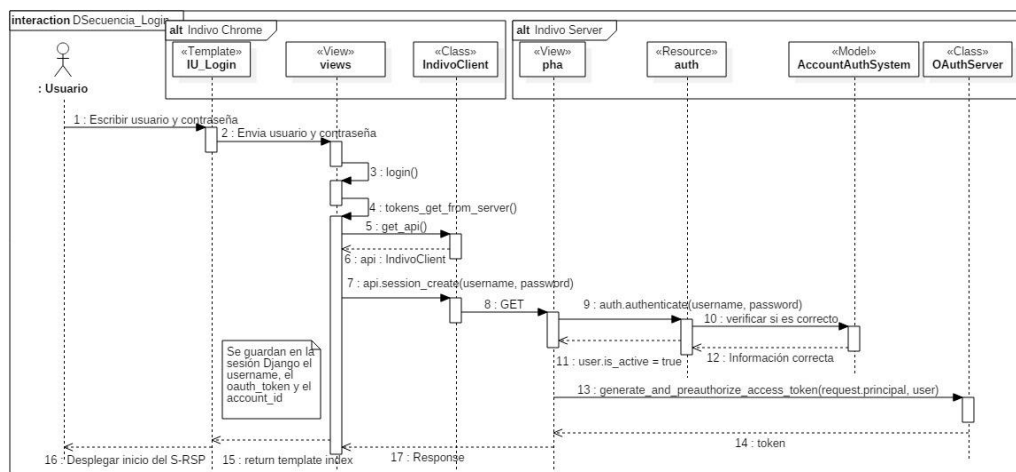 interaction DSecuencia_Login
alt Indivo Chrome
alt Indivo Server
«Template»
IU_Login
«View»
views
«Class»
IndivoClient
«View»
pha
«Resource»
auth
«Model»
AccountAuthSystem
«Class»
OAuthServer
: Usuario
1 : Escribir usuario y contraseña
2 : Envia usuario y contraseña
3 : login()
4 : tokens_get_from_server()
5 : get_api()
6 : api : IndivoClient
7 : api.session_create(username, password)
8 : GET
9 : auth.authenticate(username, password)
10 : verificar si es correcto
11 : user.is_active = true
12 : Información correcta
Se guardan en la
sesión Django el
username, el
oauth_token y el
account_id
13 : generate_and_preauthorize_access_token(request.principal, user)
14 : token
16 : Desplegar inicio del S-RSP
15 : return template index
17 : Response